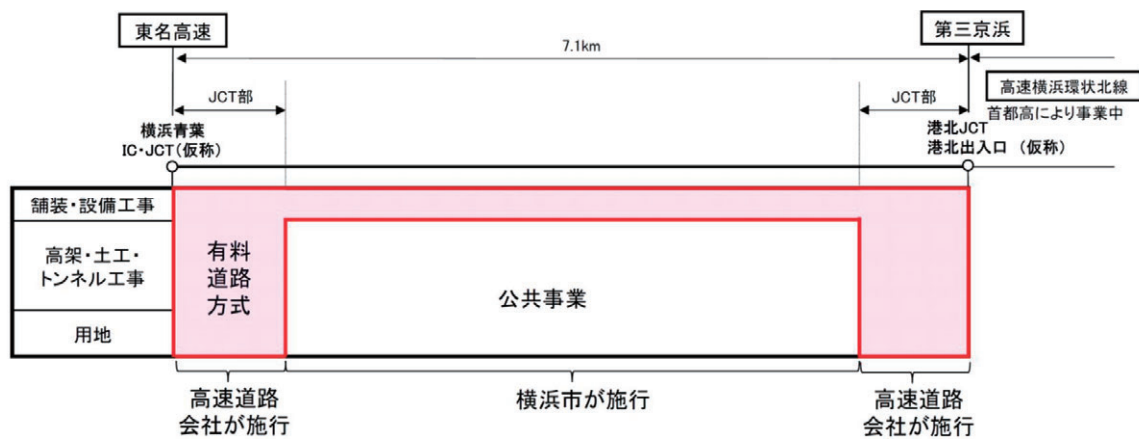 東名高速
第三京浜
7.1km
高速横浜環状北線
首都高により事業中
JCT部
JCT部
横浜青葉
IC・JCT(仮称)
港北JCT
港北出入口 (仮称)
舗装・設備工事
高架・土工・
トンネル工事
用地
有料
道路
方式
公共事業
高速道路
会社が施行
横浜市が施行
高速道路
会社が施行